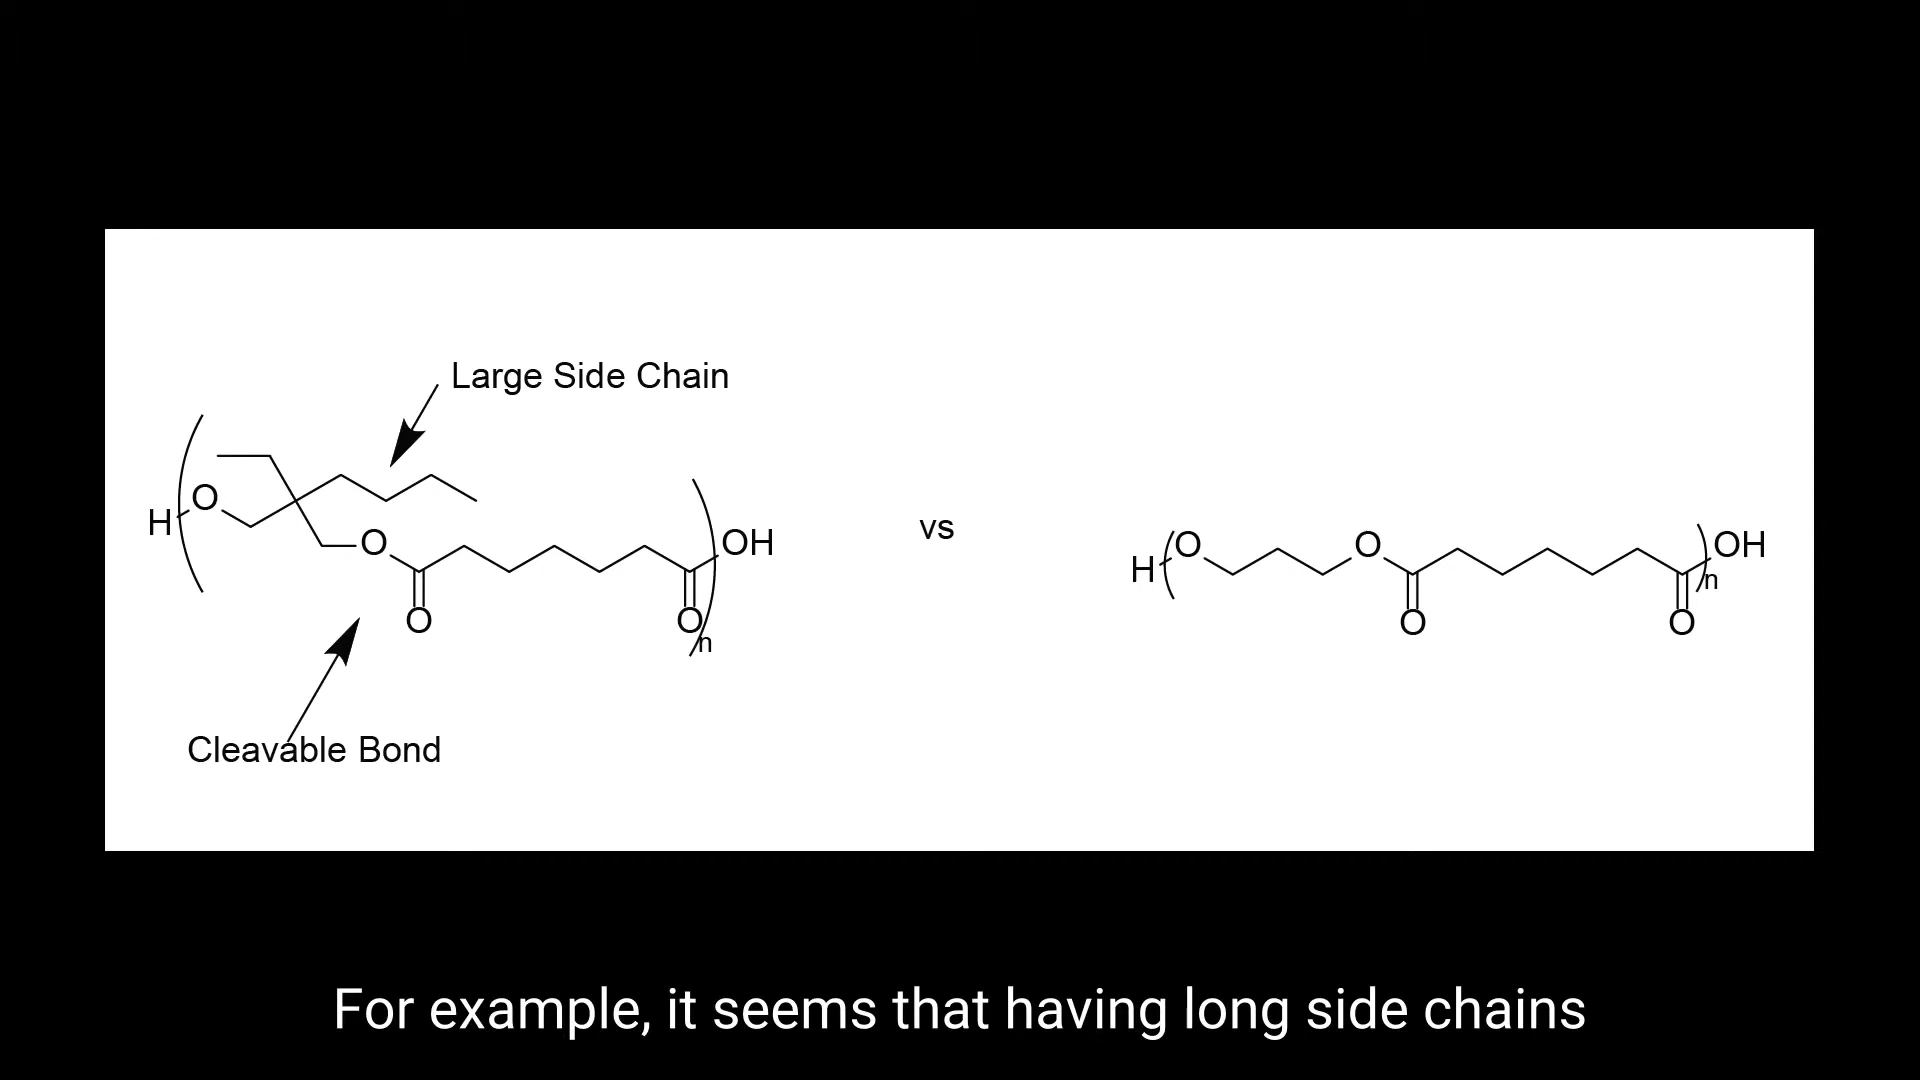 Large Side Chain
H
O
O
O
O
n
OH
Cleavable Bond
vs
H
O
O
O
O
n
OH
For example, it seems that having long side chains